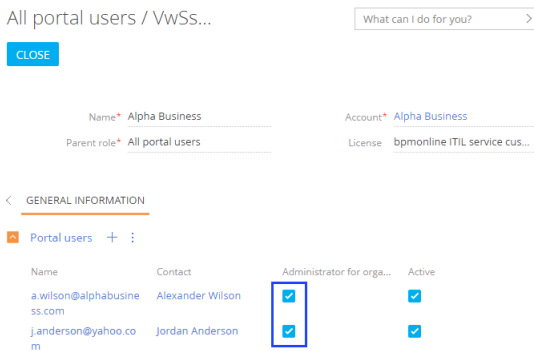 All portal users / VwSs...
What can I do for you?
CLOSE
Name* Alpha Business
Account* Alpha Business
Parent role* All portal users
License bpmonline ITIL service cus...
GENERAL INFORMATION
Portal users
Name Contact Administrator for orga... Active
a.wilson@alphabusine Alexander Wilson
ss.com
j.anderson@yahoo.co Jordan Anderson
m